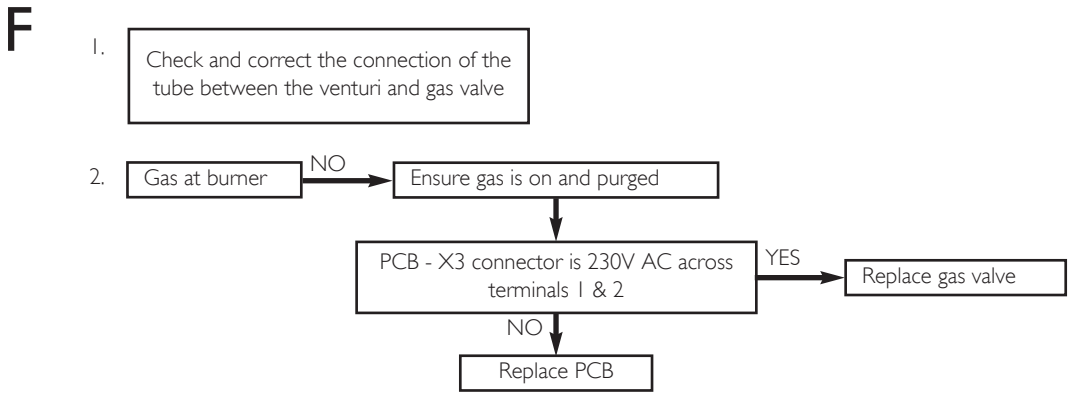 F
1. Check and correct the connection of the
tube between the venturi and gas valve
2. Gas at burner
NO
Ensure gas is on and purged
PCB - X3 connector is 230V AC across
terminals 1 & 2
YES
Replace gas valve
NO
Replace PCB